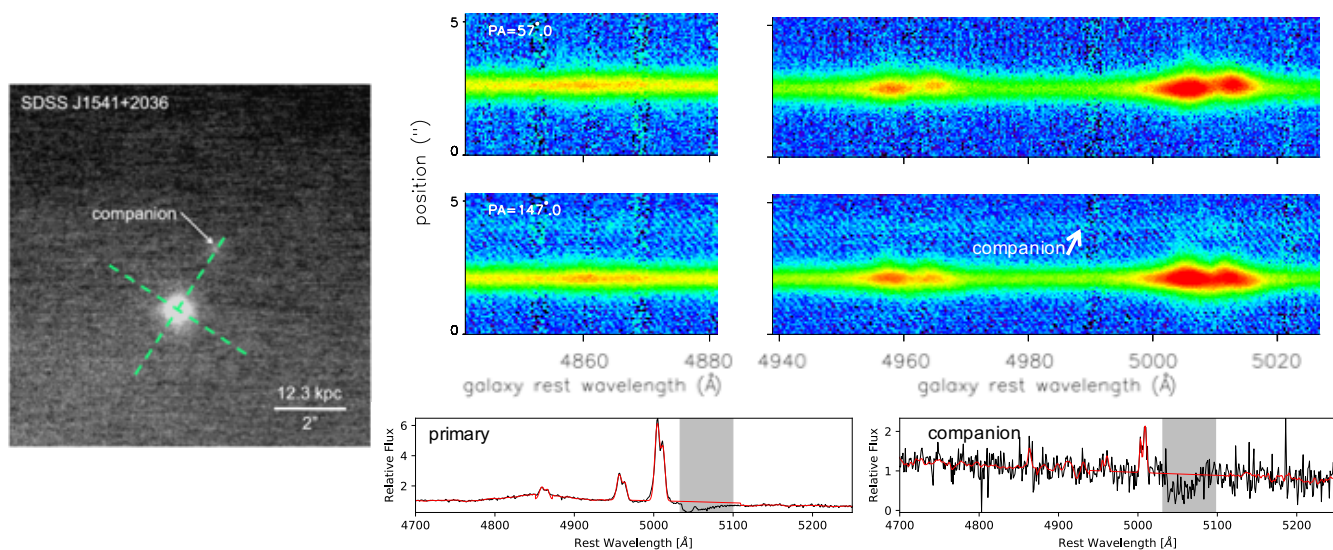 SDSS J1541+2036
companion
12.3 kpc
2"
position (")
5
PA=57°.0
0
5
PA=147°.0
companion
0
4860
4880
galaxy rest wavelength (Å)
4940
4960
4980
5000
5020
galaxy rest wavelength (Å)
primary
Relative Flux
6
4
2
4700
4800
4900
5000
5100
5200
Rest Wavelength [Å]
companion
Relative Flux
2
1
0
4700
4800
4900
5000
5100
5200
Rest Wavelength [Å]